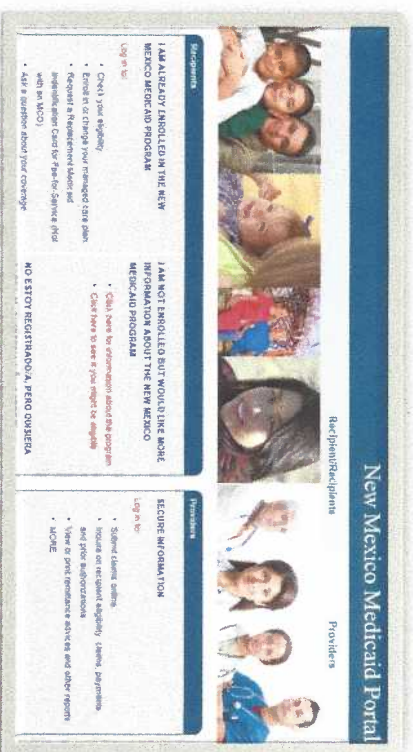 New Mexico Medicaid Portal
Recipient/Recipients
Providers
Recipients
I AM ALREADY ENROLLED IN THE NEW
MEXICO MEDICAID PROGRAM
Log in to:
• Check your eligibility
• Enroll in or change your managed care plan
• Request a Replacement Medicaid
Indentification Card for Fee-for-Service (Not
with an MCO)
• Ask a question about your coverage
I AM NOT ENROLLED BUT WOULD LIKE MORE
INFORMATION ABOUT THE NEW MEXICO
MEDICAID PROGRAM
• Click here for information about the program
• Click here to see if you might be eligible
NO ESTOY REGISTRADO/A, PERO QUISIERA
Providers
SECURE INFORMATION
Log in to:
• Submit claims online
• Inquire on recipient eligibility, claims, payments
and prior authorizations
• View or print remittance advices and other reports
• MORE